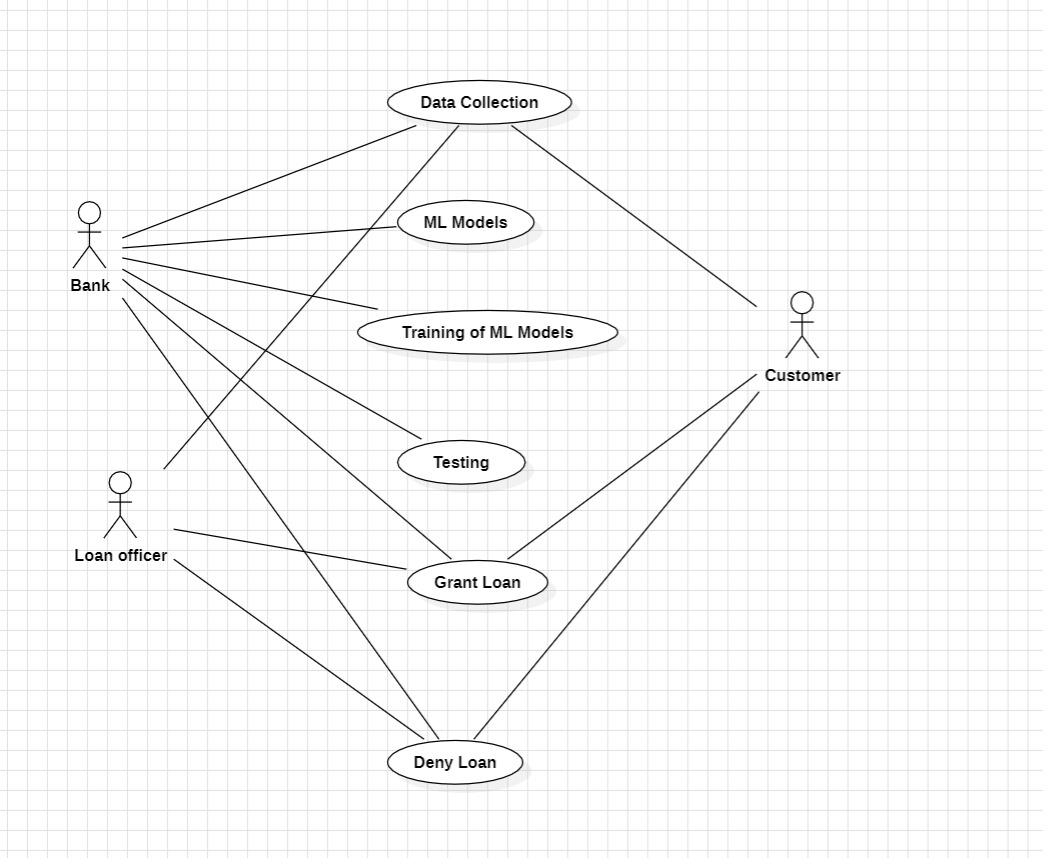 Data Collection
ML Models
Bank
Training of ML Models
Customer
Testing
Loan officer
Grant Loan
Deny Loan